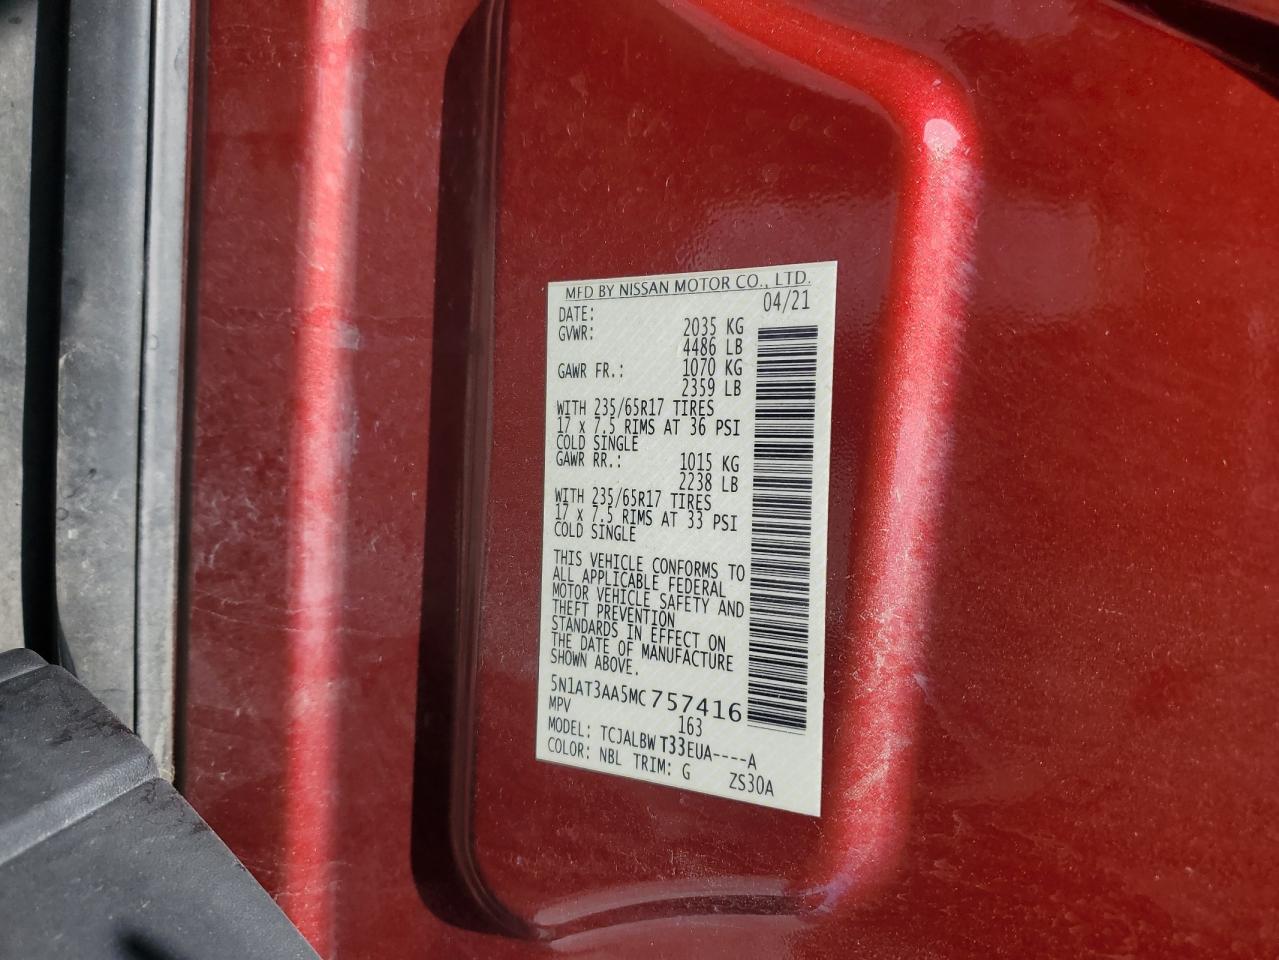 MFD BY NISSAN MOTOR CO., LTD.
DATE: 04/21
GVWR: 2035 KG
4486 LB
GAWR FR.: 1070 KG
2359 LB
WITH 235/65R17 TIRES
17 X 7.5 RIMS AT 36 PSI
COLD SINGLE
GAWR RR.: 1015 KG
2238 LB
WITH 235/65R17 TIRES
17 X 7.5 RIMS AT 33 PSI
COLD SINGLE
THIS VEHICLE CONFORMS TO
ALL APPLICABLE FEDERAL
MOTOR VEHICLE SAFETY AND
THEFT PREVENTION
STANDARDS IN EFFECT ON
THE DATE OF MANUFACTURE
SHOWN ABOVE.
5N1AT3AA5MC757416
MPV 163
MODEL: TCJALBWT33EUA----A
COLOR: NBL TRIM: G ZS30A